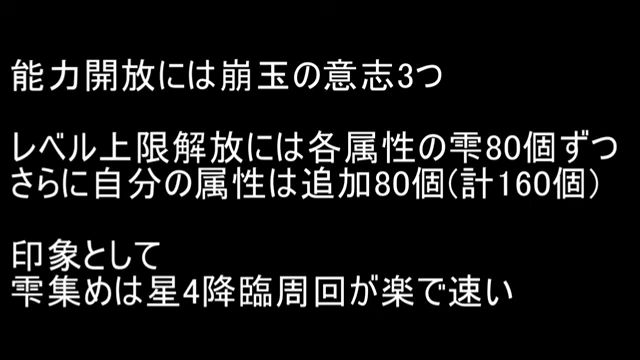 能力開放には崩玉の意志3つ
レベル上限解放には各属性の雫80個ずつ
さらに自分の属性は追加80個(計160個)
印象として
雫集めは星4降臨周回が楽で速い